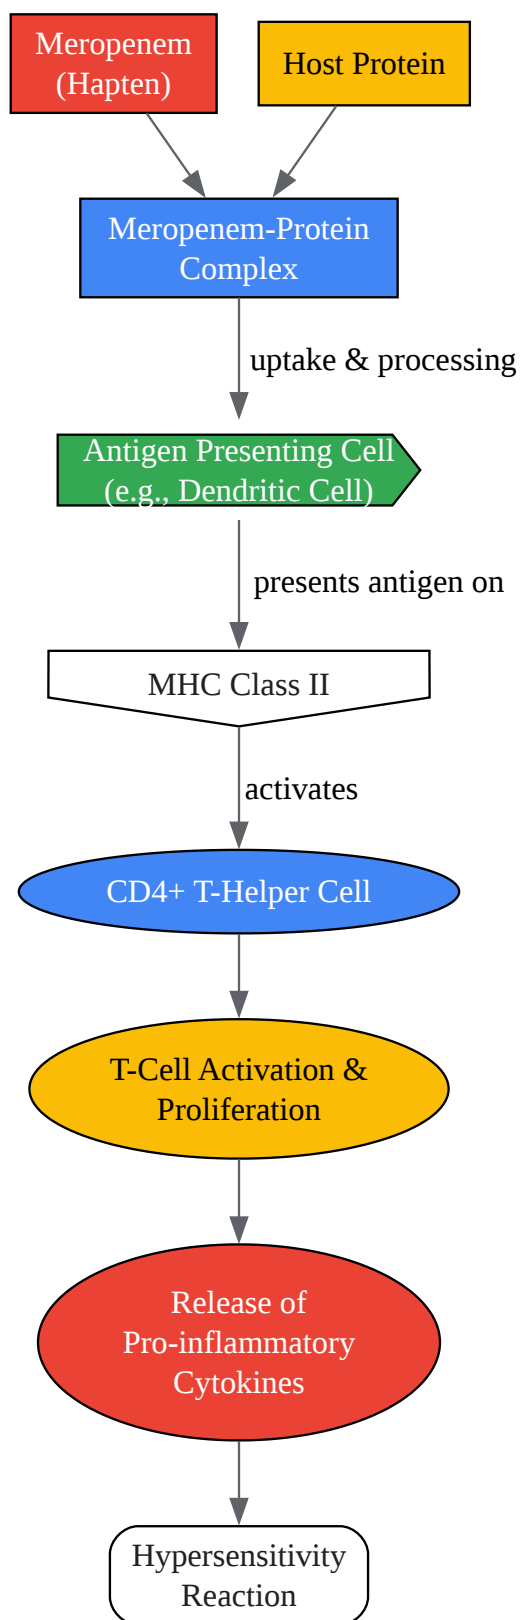 Meropenem
(Hapten)
Host Protein
Meropenem-Protein
Complex
uptake & processing
Antigen Presenting Cell
(e.g., Dendritic Cell)
presents antigen on
MHC Class II
activates
CD4+ T-Helper Cell
T-Cell Activation &
Proliferation
Release of
Pro-inflammatory
Cytokines
Hypersensitivity
Reaction